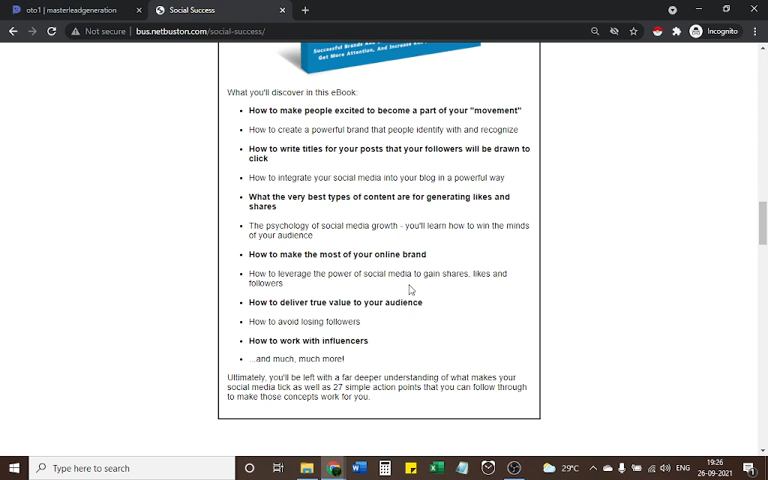 oto1 | masterleadgeneration
Social Success
Not secure | bus.netbuston.com/social-success/
Incognito
Successful Brands
Get More Attention, And Increase
What you'll discover in this eBook:
• How to make people excited to become a part of your "movement"
• How to create a powerful brand that people identify with and recognize
• How to write titles for your posts that your followers will be drawn to
click
• How to integrate your social media into your blog in a powerful way
• What the very best types of content are for generating likes and
shares
• The psychology of social media growth - you'll learn how to win the minds
of your audience
• How to make the most of your online brand
• How to leverage the power of social media to gain shares, likes and
followers
• How to deliver true value to your audience
• How to avoid losing followers
• How to work with influencers
• ...and much, much more!
Ultimately, you'll be left with a far deeper understanding of what makes your
social media tick as well as 27 simple action points that you can follow through
to make those concepts work for you.
Type here to search
29°C
ENG
19:26
26-09-2021